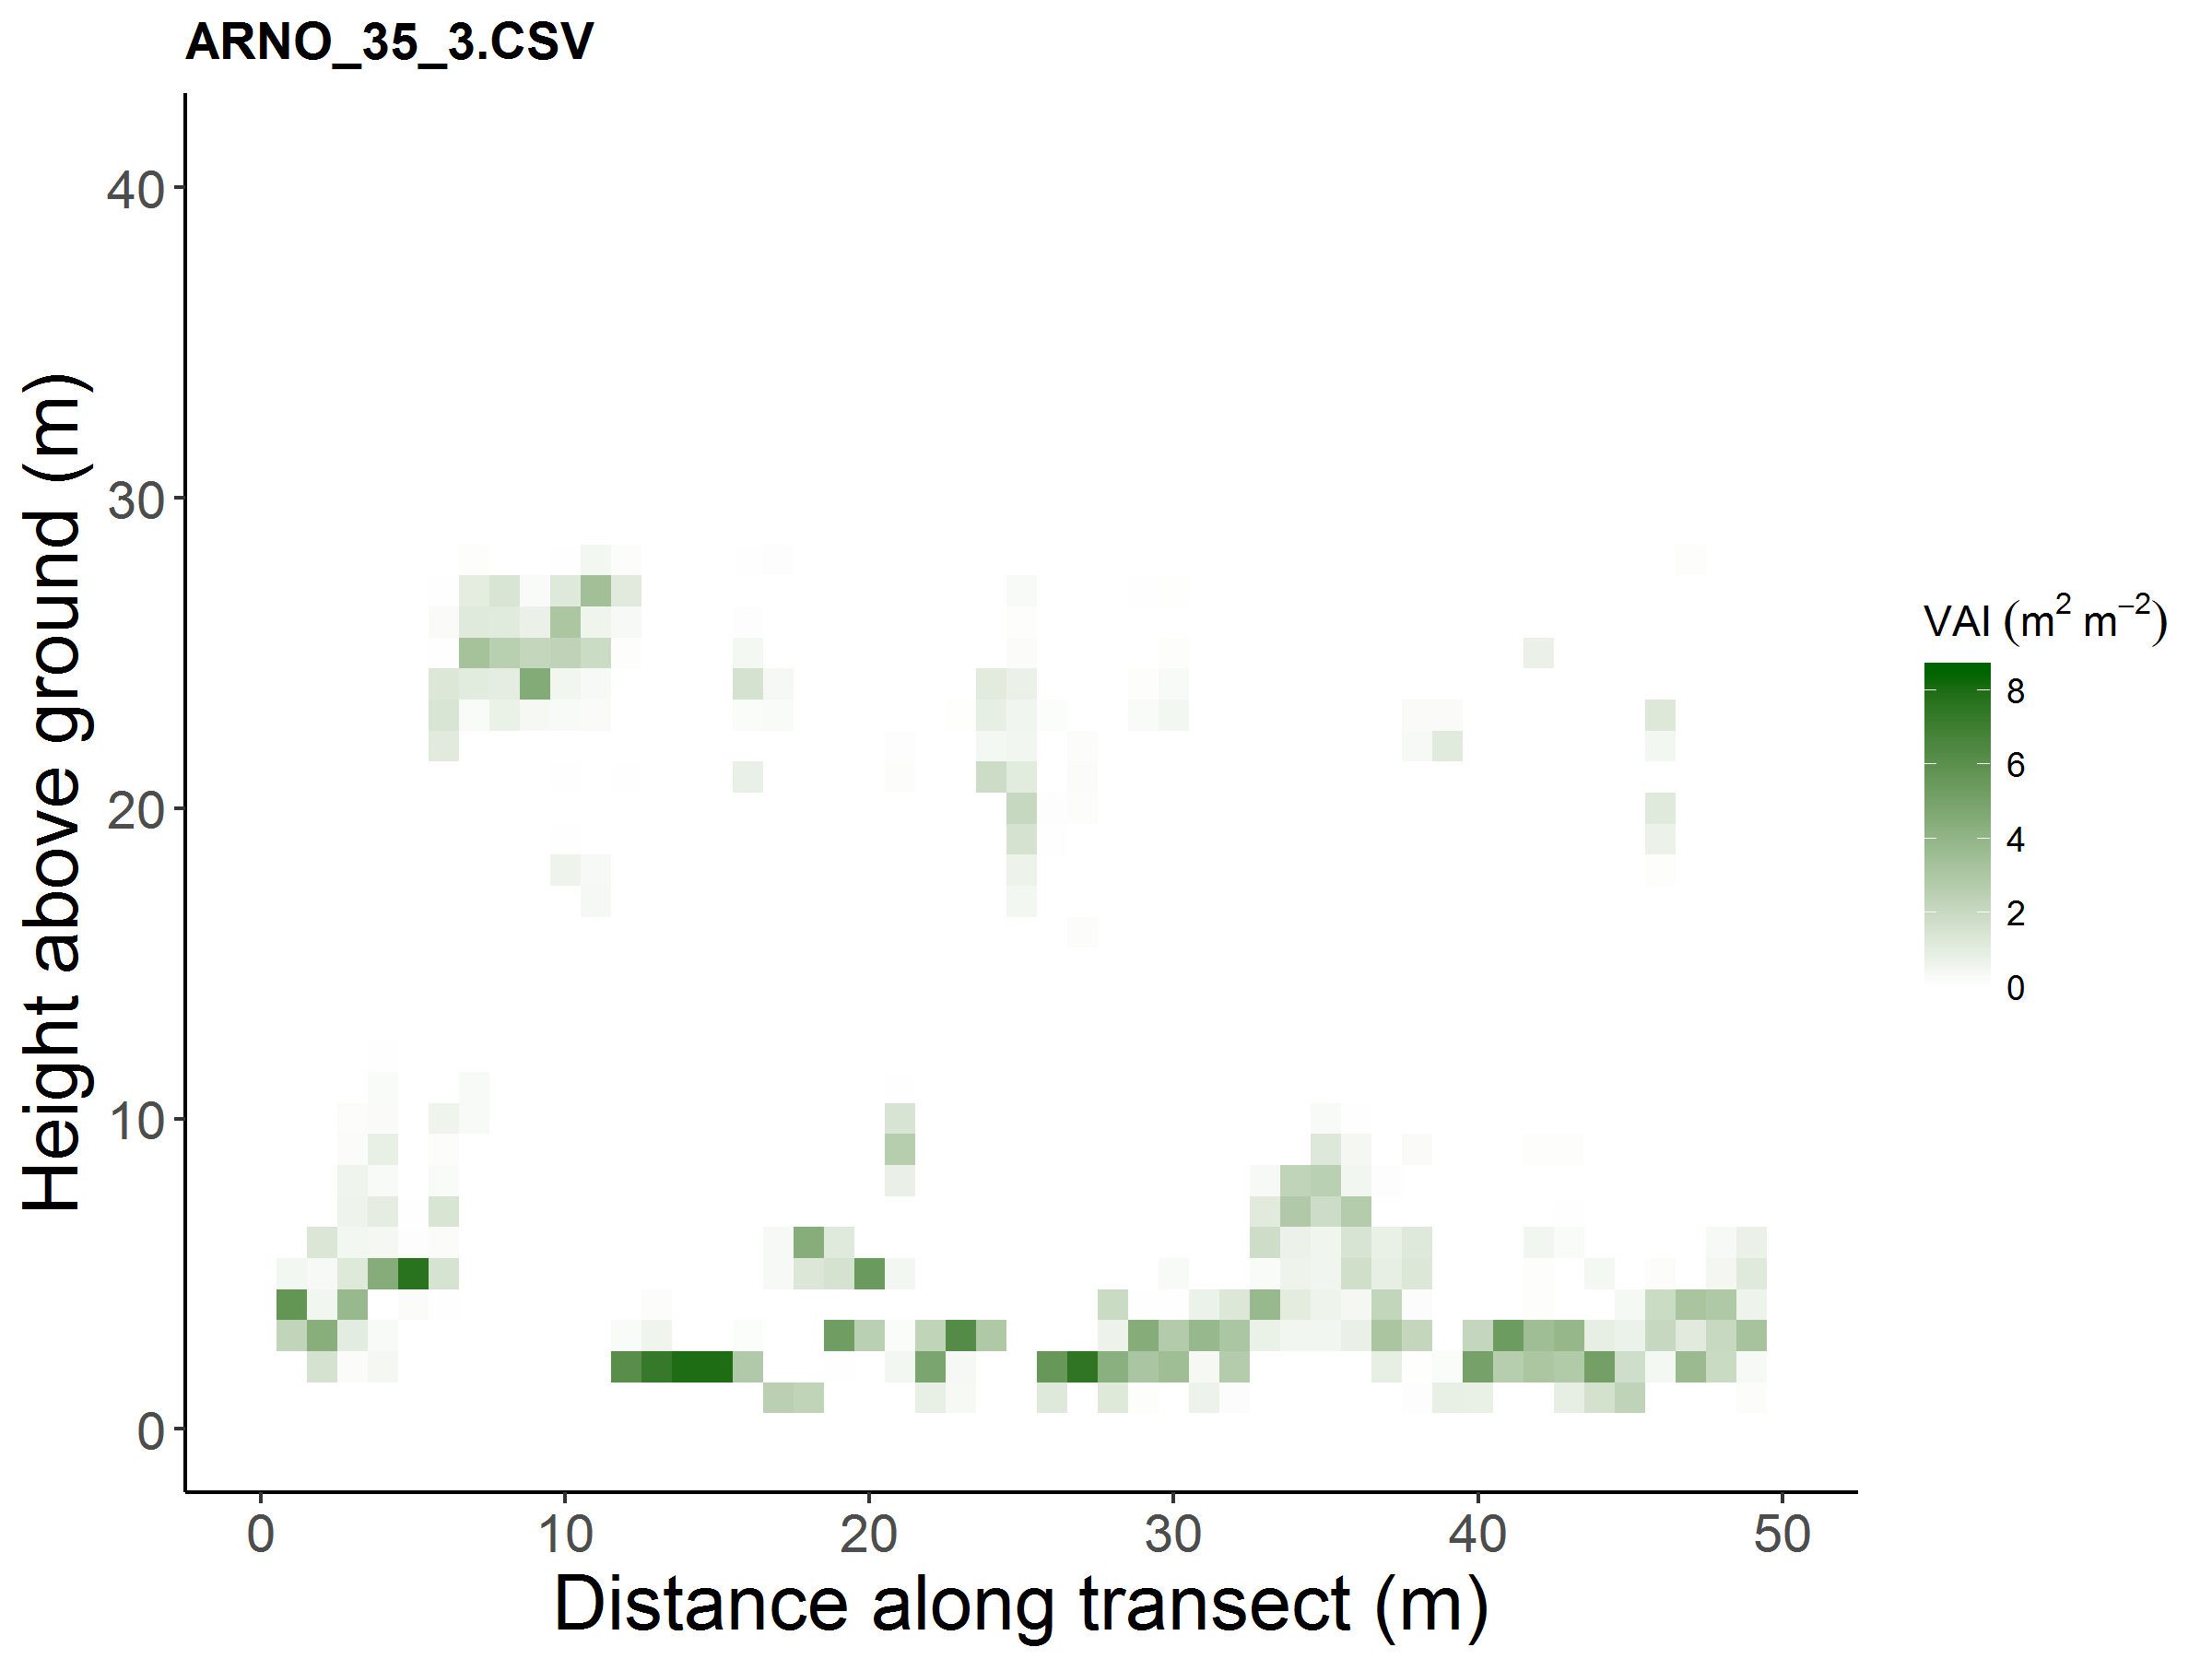 ARNO_35_3.CSV
Height above ground (m)
40
30
20
10
0
0 10 20 30 40 50
Distance along transect (m)
VAI (m² m⁻²)
8
6
4
2
0